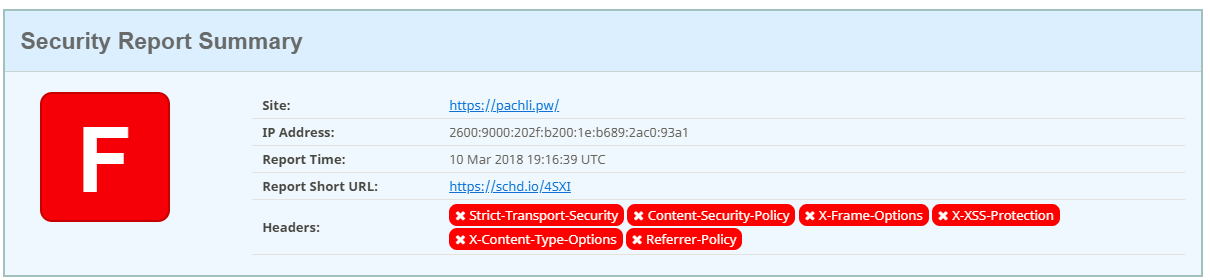 Security Report Summary
F
Site: https://pachli.pw/
IP Address: 2600:9000:202f:b200:1e:b689:2ac0:93a1
Report Time: 10 Mar 2018 19:16:39 UTC
Report Short URL: https://schd.io/4SXI
Headers: ✖ Strict-Transport-Security ✖ Content-Security-Policy ✖ X-Frame-Options ✖ X-XSS-Protection
✖ X-Content-Type-Options ✖ Referrer-Policy